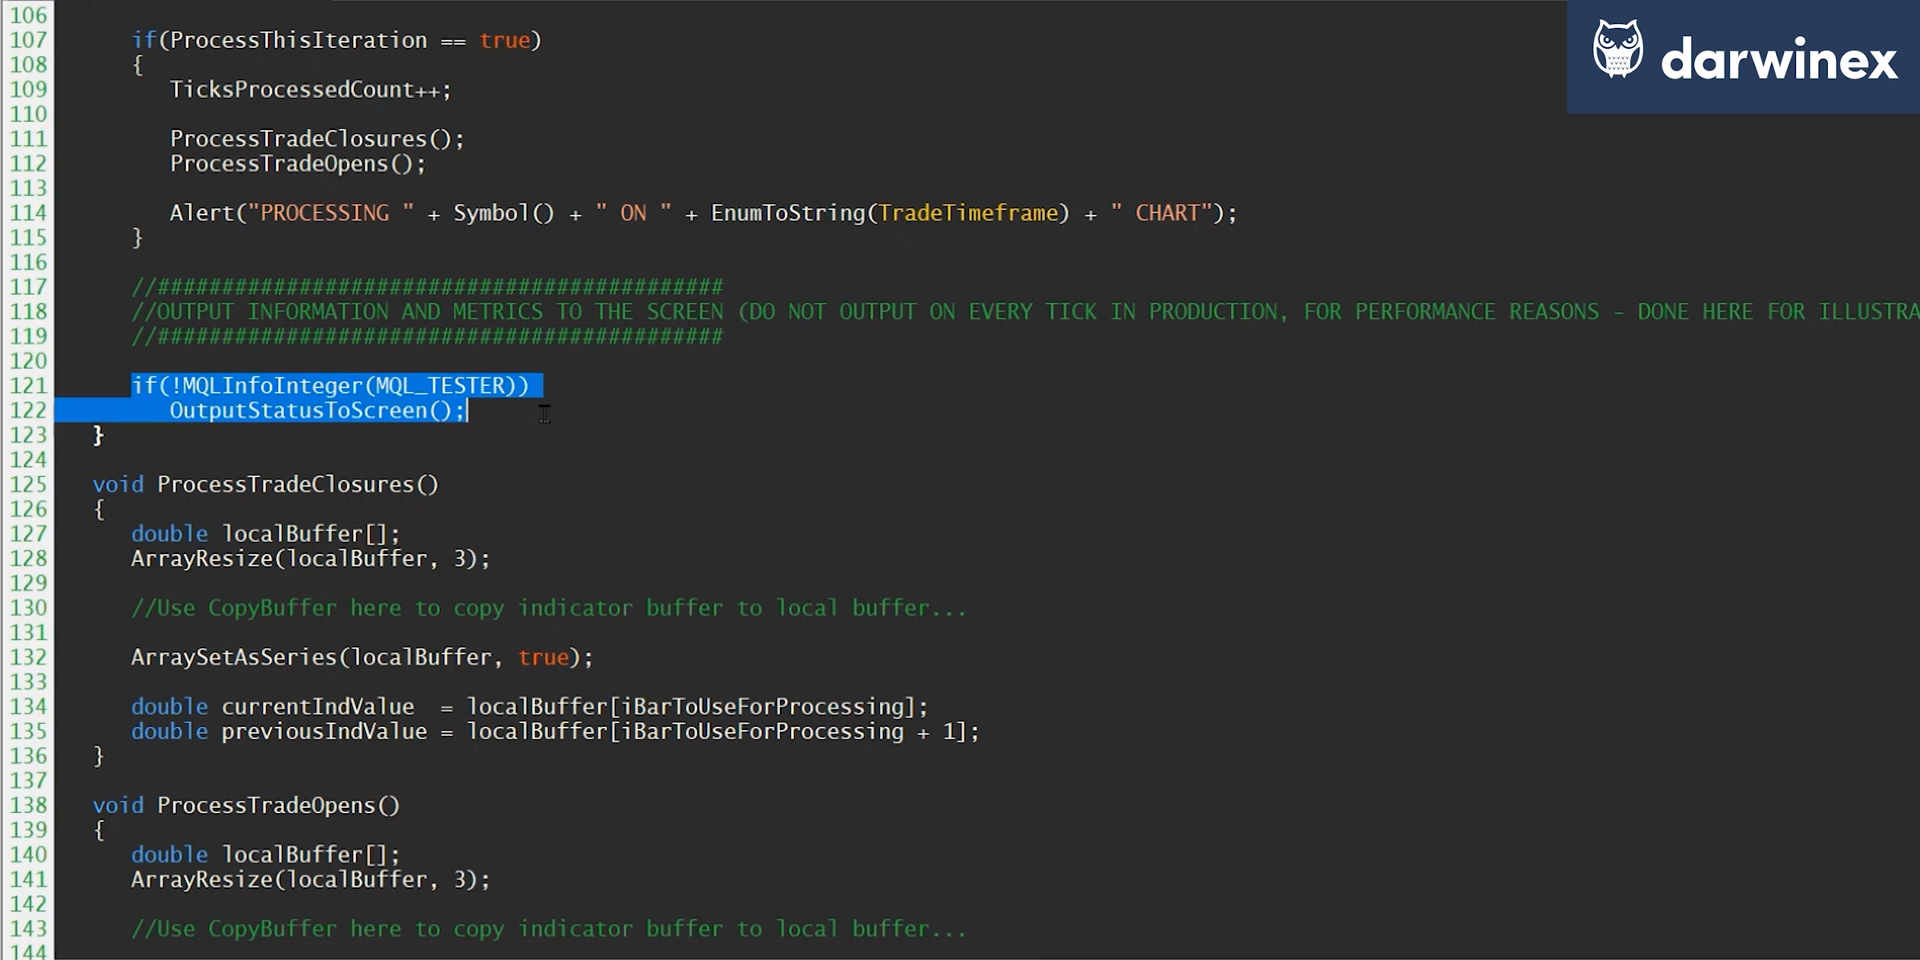 106
107 if(ProcessThisIteration == true)
108 {
109 TicksProcessedCount++;
110
111 ProcessTradeClosures();
112 ProcessTradeOpens();
113
114 Alert("PROCESSING " + Symbol() + " ON " + EnumToString(TradeTimeframe) + " CHART");
115 }
116
117 //############################################
118 //OUTPUT INFORMATION AND METRICS TO THE SCREEN (DO NOT OUTPUT ON EVERY TICK IN PRODUCTION, FOR PERFORMANCE REASONS - DONE HERE FOR ILLUSTRA
119 //############################################
120
121 if(!MQLInfoInteger(MQL_TESTER))
122 OutputStatusToScreen();
123 }
124
125 void ProcessTradeClosures()
126 {
127 double localBuffer[];
128 ArrayResize(localBuffer, 3);
129
130 //Use CopyBuffer here to copy indicator buffer to local buffer...
131
132 ArraySetAsSeries(localBuffer, true);
133
134 double currentIndValue = localBuffer[iBarToUseForProcessing];
135 double previousIndValue = localBuffer[iBarToUseForProcessing + 1];
136 }
137
138 void ProcessTradeOpens()
139 {
140 double localBuffer[];
141 ArrayResize(localBuffer, 3);
142
143 //Use CopyBuffer here to copy indicator buffer to local buffer...
144
darwinex